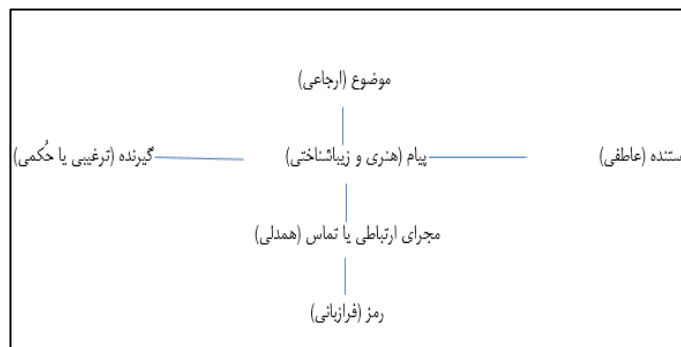 موضوع (ارجاعی)
ستنده (عاطفی) پیام (هنری و زیباشناختی) گیرنده (ترغیبی یا حُکمی)
مجرای ارتباطی یا تماس (همدلی)
رمز (فرازبانی)